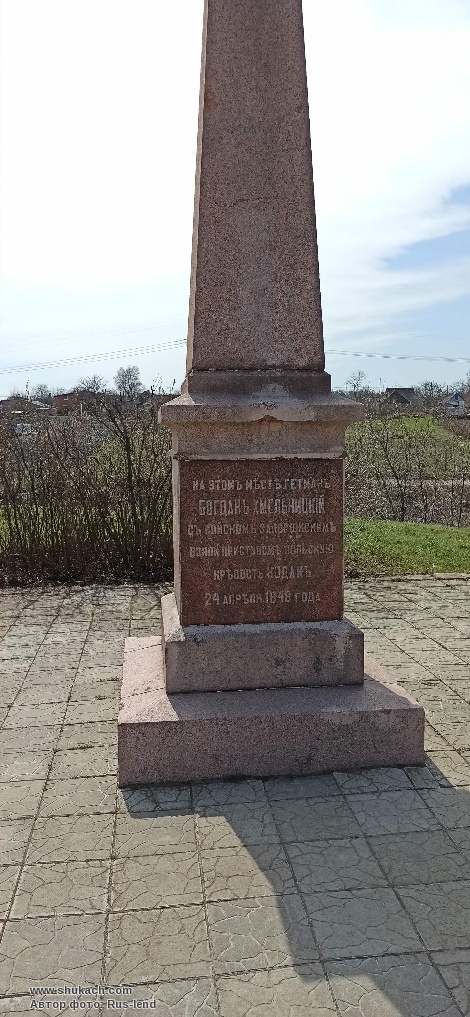 НА ЭТОМЪ МѢСТѢ ГЕТМАНЪ
БОГДАНЪ ХМЕЛЬНИЦКІЙ
СЪ ВОЙСКОМЪ ЗАПОРОЖСКИМЪ
ВЗЯЛЪ ПРИСТУПОМЪ ПОЛЬСКУЮ
КРѢПОСТЬ КОДАКЪ
24 АПРѢЛЯ 1648 ГОДА
www.shukach.com
Автор фото: Rus-lend